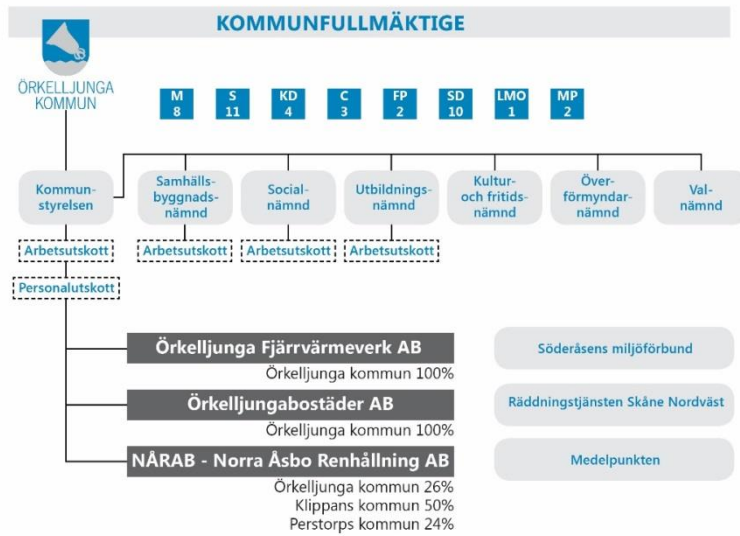 KOMMUNFULLMÄKTIGE
ÖRKELLJUNGA
KOMMUN
M
8
S
11
KD
4
C
3
FP
2
SD
10
LMO
1
MP
2
Kommun-
styrelsen
Samhälls-
byggnads-
nämnd
Social-
nämnd
Utbildnings-
nämnd
Kultur-
och fritids-
nämnd
Över-
förmyndar-
nämnd
Val-
nämnd
Arbetsutskott
Arbetsutskott
Arbetsutskott
Arbetsutskott
Personalutskott
Örkelljunga Fjärrvärmeverk AB
Örkelljunga kommun 100%
Örkelljungabostäder AB
Örkelljunga kommun 100%
NÅRAB - Norra Åsbo Renhållning AB
Örkelljunga kommun 26%
Klippans kommun 50%
Perstorps kommun 24%
Söderåsens miljöförbund
Räddningstjänsten Skåne Nordväst
Medelpunkten